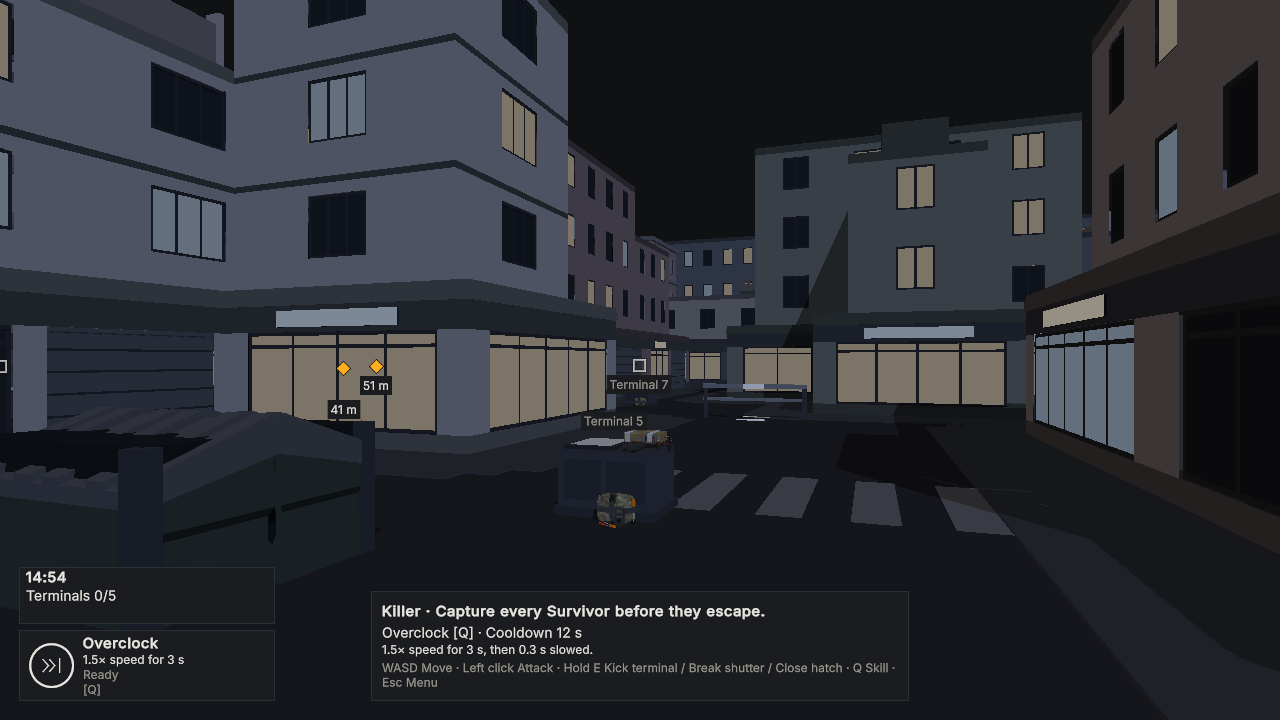 51 m
41 m
Terminal 7
Terminal 5
14:54
Terminals 0/5
Overclock
1.5× speed for 3 s
Ready
[Q]
Killer · Capture every Survivor before they escape.
Overclock [Q] · Cooldown 12 s
1.5× speed for 3 s, then 0.3 s slowed.
WASD Move · Left click Attack · Hold E Kick terminal / Break shutter / Close hatch · Q Skill ·
Esc Menu